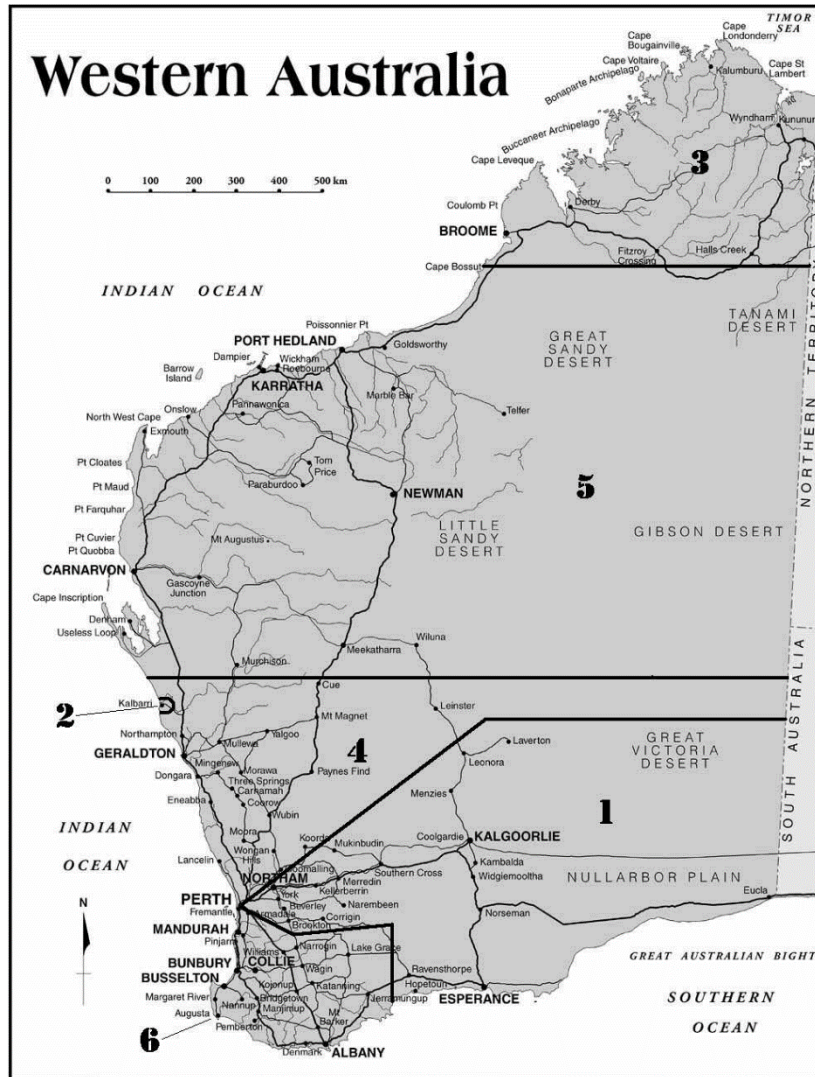 TIMOR
SEA
Cape
Londonderry
Cape
Bougainville
Cape Voltaire
Bonaparte Archipelago
Kalumburu
Cape St
Lambert
Western Australia
Wyndham
Kununur
Buccaneer Archipelago
3
Cape Leveque
0 100 200 300 400 500 km
Derby
Coulomb Pt
BROOME
Fitzroy
Crossing
Halls Creek
Cape Bossut
INDIAN OCEAN
TANAMI
DESERT
NORTHERN TERRITORY
Poissonnier Pt
GREAT
SANDY
DESERT
PORT HEDLAND
Goldsworthy
Dampier
Wickham
Roebourne
Barrow
Island
KARRATHA
Marble Bar
Onslow
Pannawonica
Telfer
North West Cape
Exmouth
Tom
Price
Pt Cloates
Paraburdoo
5
Pt Maud
NEWMAN
Pt Farquhar
LITTLE
SANDY
DESERT
GIBSON DESERT
Pt Cuvier
Mt Augustus
Pt Quobba
CARNARVON
Gascoyne
Junction
Cape Inscription
Denham
Useless Loop
Meekatharra
Wiluna
SOUTH AUSTRALIA
Murchison
Cue
2
Kalbarri
Leinster
Northampton
Mt Magnet
Yalgoo
Mullewa
GREAT
VICTORIA
DESERT
Laverton
4
GERALDTON
Leonora
Mingenew
Morawa
Paynes Find
Dongara
Three Springs
Carnamah
Menzies
Eneabba
Coorow
1
Wubin
INDIAN
OCEAN
Moora
Koorda
Coolgardie
KALGOORLIE
Mukinbudin
Wongan
Hills
Lancelin
Kambalda
Southern Cross
Goomalling
Widgiemooltha
NORTHAM
Merredin
Kellerberrin
NULLARBOR PLAIN
N
York
PERTH
Beverley
Narembeen
Eucla
Fremantle
Armadale
Corrigin
Norseman
Brookton
MANDURAH
Pinjarra
Narrogin
Williams
Lake Grace
GREAT AUSTRALIAN BIGHT
BUNBURY
COLLIE
Wagin
Ravensthorpe
BUSSELTON
Kojonup
Katanning
Hopetoun
Jerramungup
ESPERANCE
SOUTHERN
OCEAN
Margaret River
Bridgetown
Nannup
Manjimup
Augusta
Mt
Barker
Pemberton
6
Denmark
ALBANY